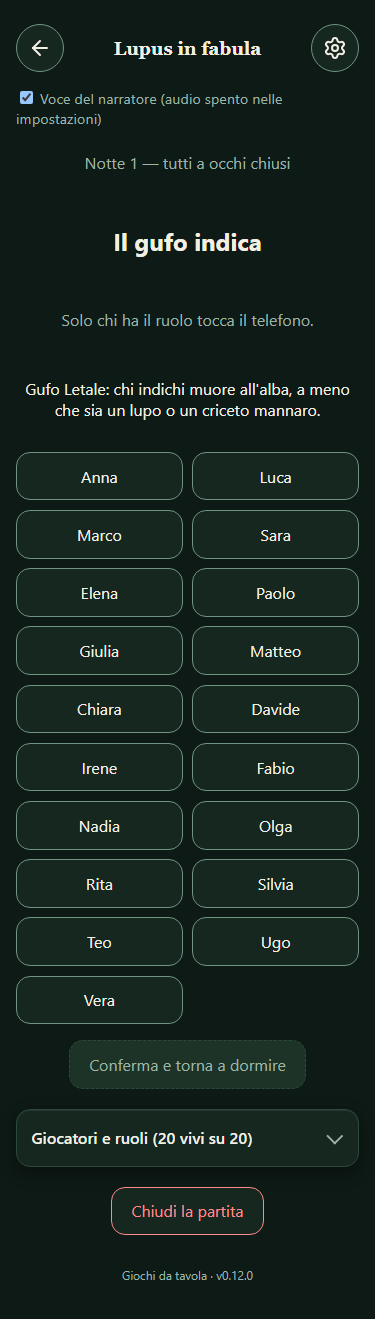 Lupus in fabula
Voce del narratore (audio spento nelle
impostazioni)
Notte 1 — tutti a occhi chiusi
Il gufo indica
Solo chi ha il ruolo tocca il telefono.
Gufo Letale: chi indichi muore all'alba, a meno
che sia un lupo o un criceto mannaro.
Anna
Luca
Marco
Sara
Elena
Paolo
Giulia
Matteo
Chiara
Davide
Irene
Fabio
Nadia
Olga
Rita
Silvia
Teo
Ugo
Vera
Conferma e torna a dormire
Giocatori e ruoli (20 vivi su 20)
Chiudi la partita
Giochi da tavola · v0.12.0